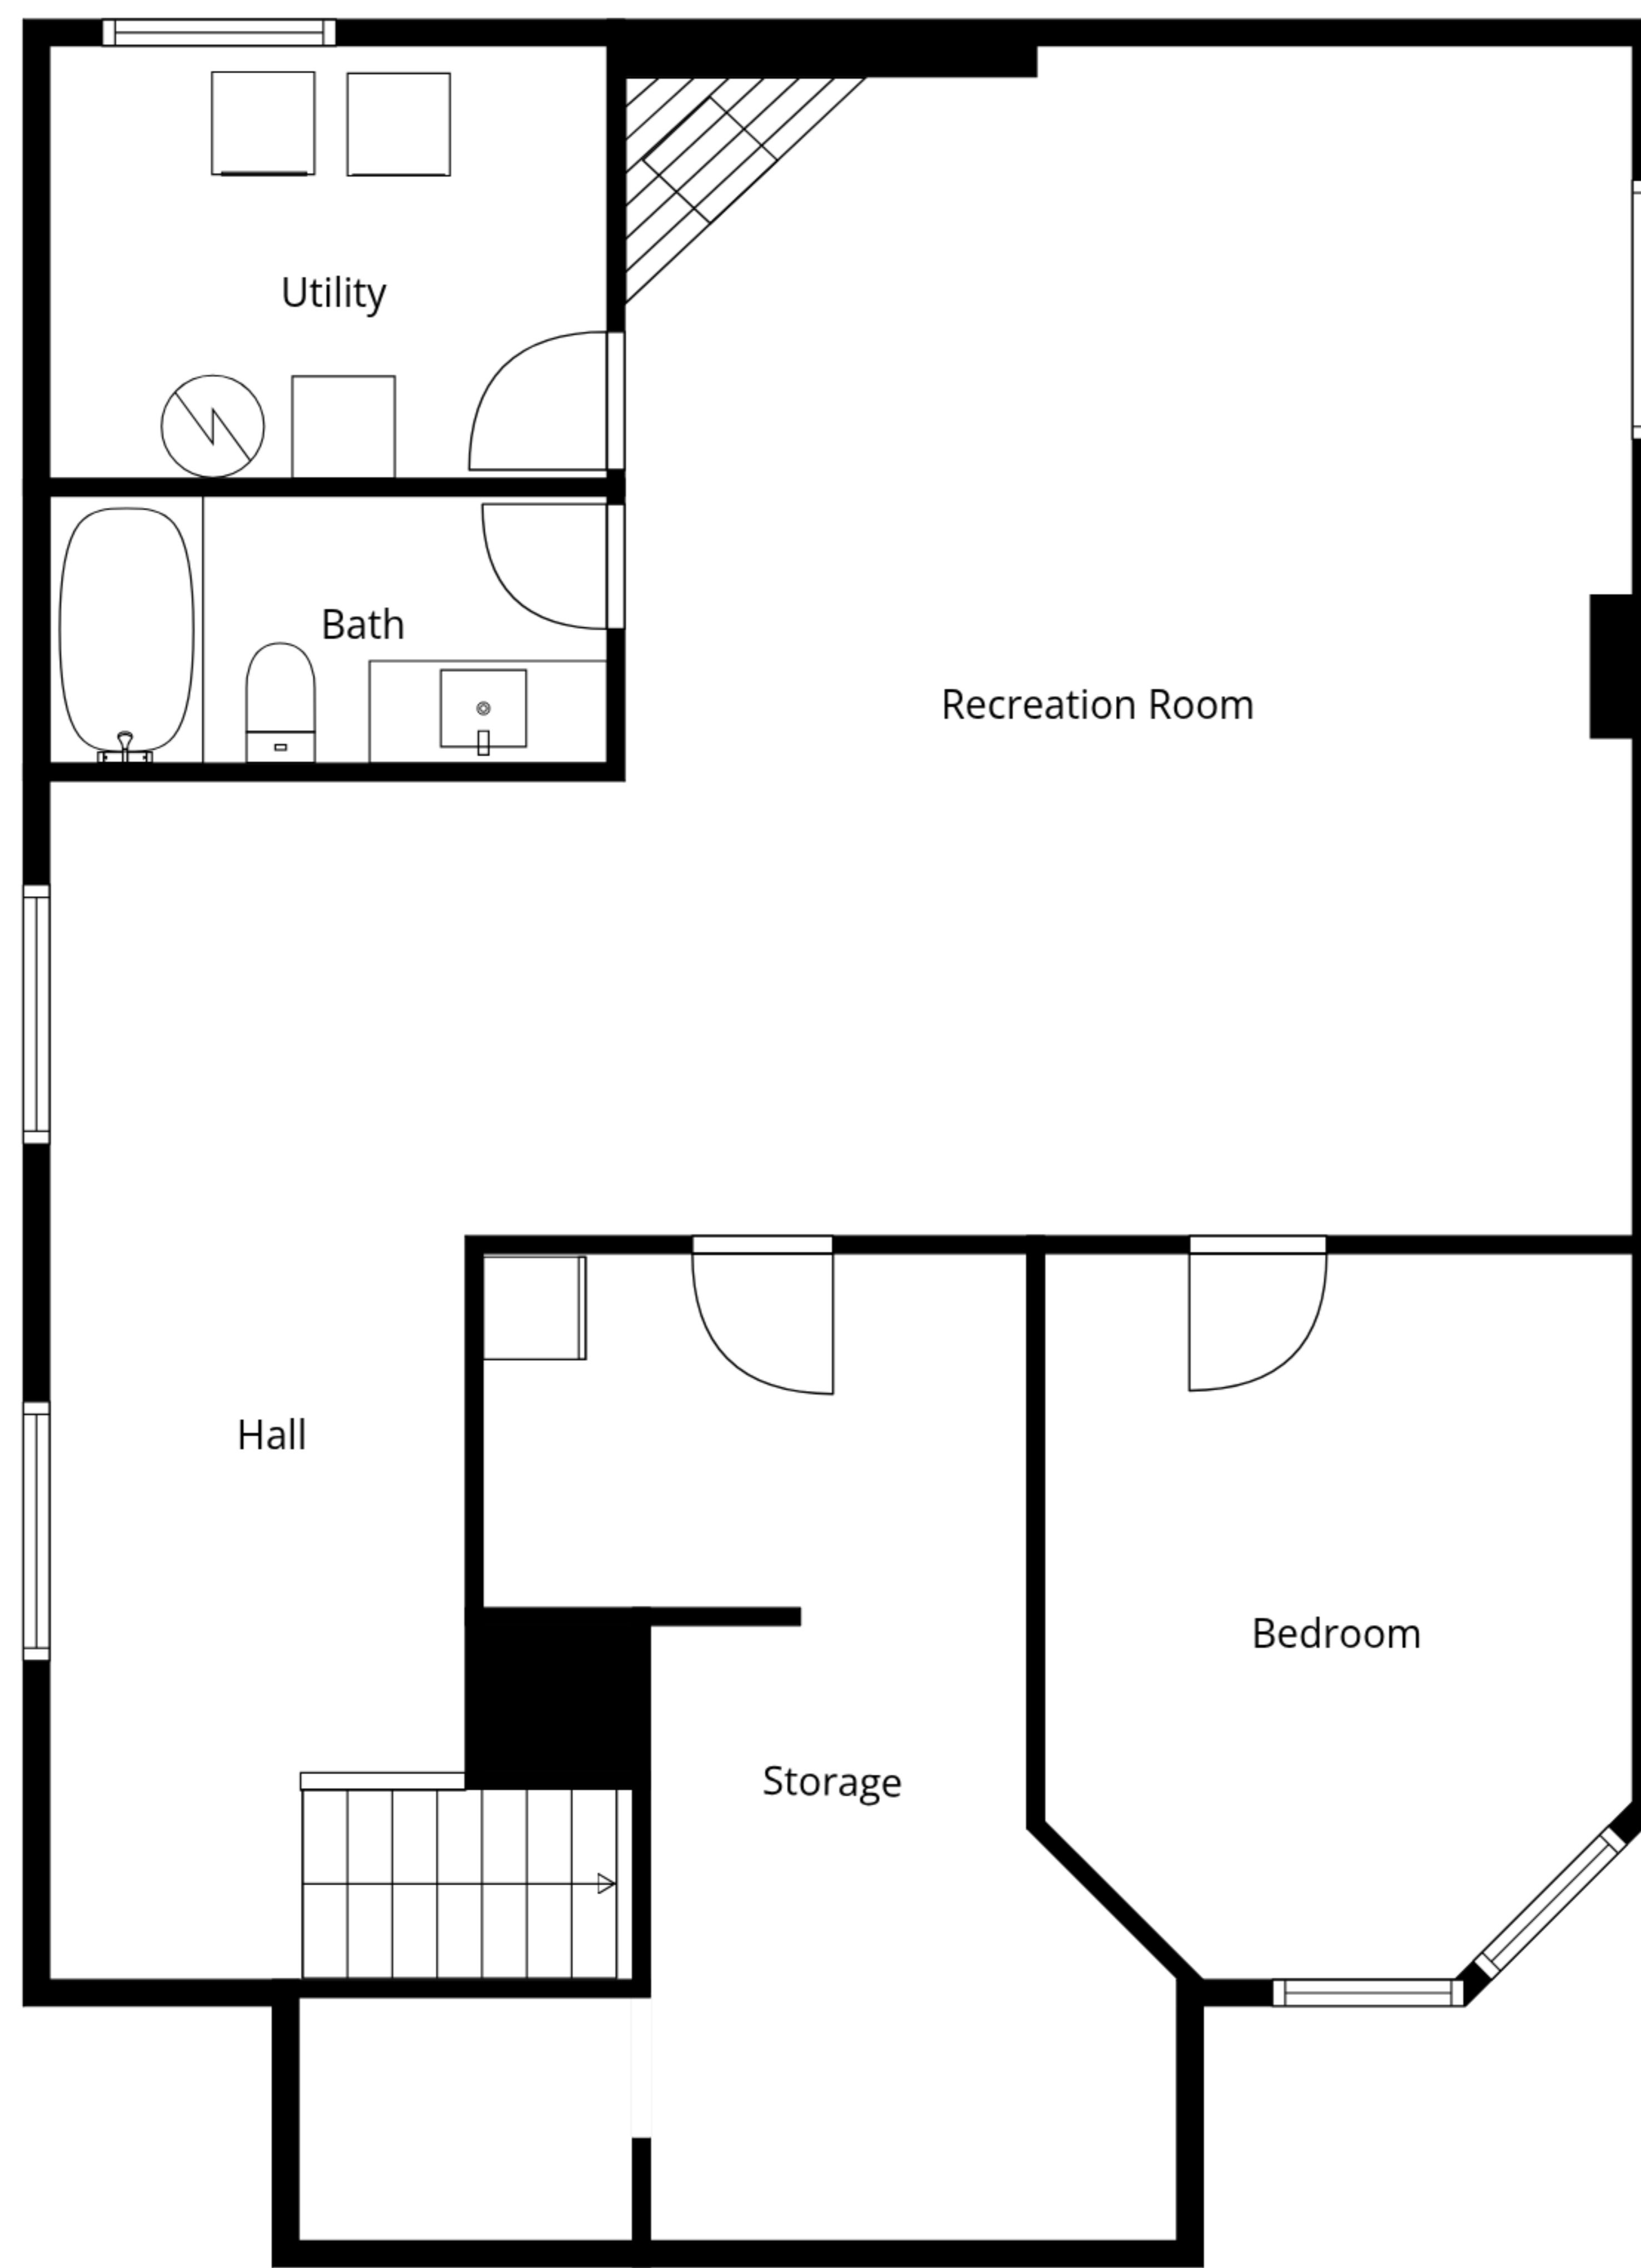 Utility
Bath
Recreation Room
Hall
Bedroom
Storage